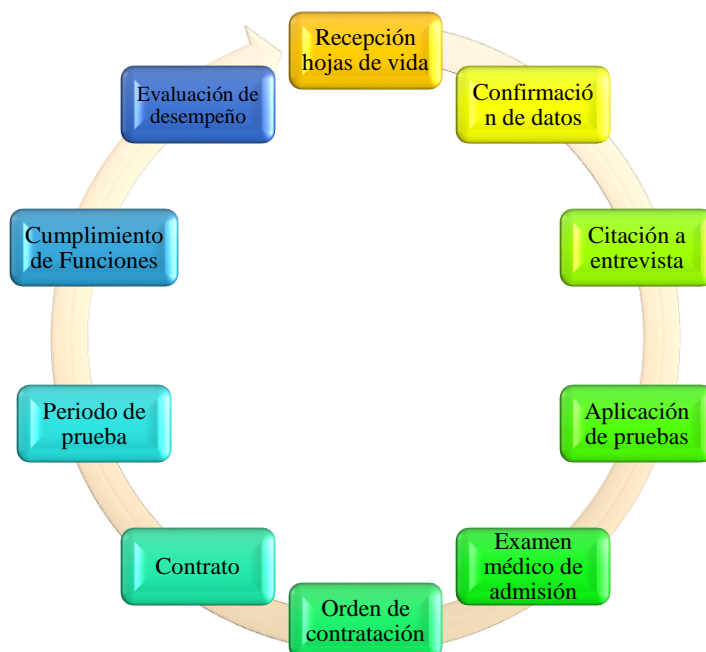 Recepción
hojas de vida
Confirmació
n de datos
Citación a
entrevista
Aplicación
de pruebas
Examen
médico de
admisión
Orden de
contratación
Contrato
Periodo de
prueba
Cumplimiento
de Funciones
Evaluación de
desempeño